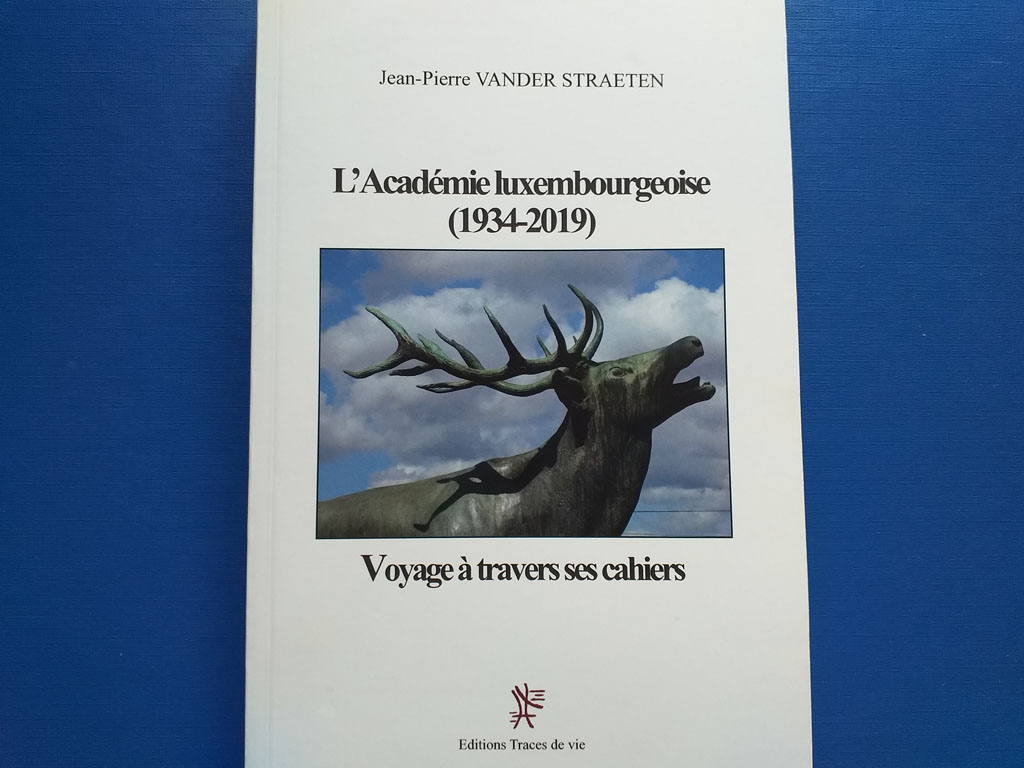 Jean-Pierre VANDER STRAETEN
L'Académie luxembourgeoise
(1934-2019)
Voyage à travers ses cahiers
Editions Traces de vie